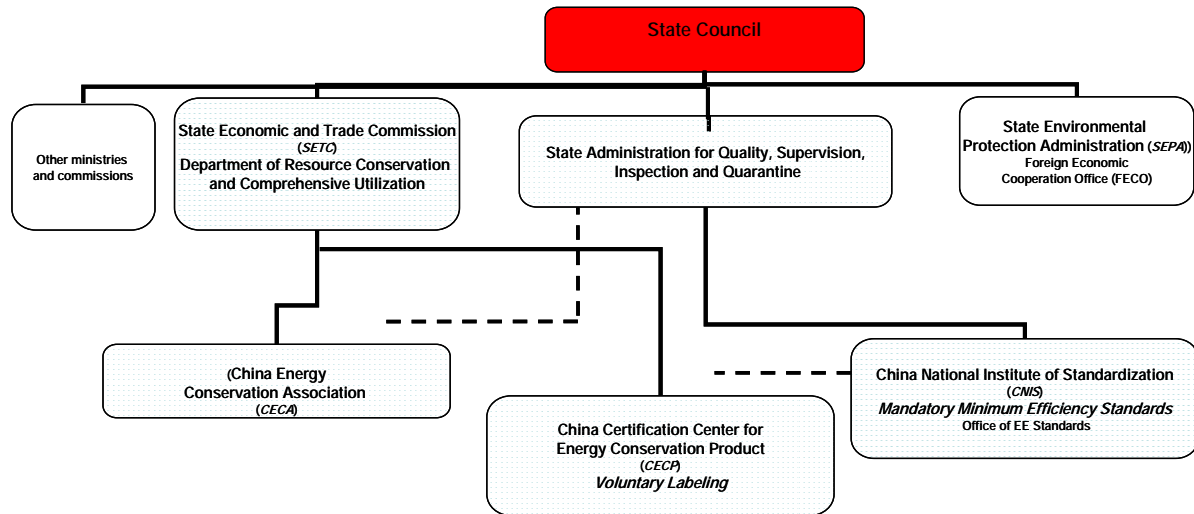 State Council
Other ministries
and commissions
State Economic and Trade Commission
(SETC)
Department of Resource Conservation
and Comprehensive Utilization
State Administration for Quality, Supervision,
Inspection and Quarantine
State Environmental
Protection Administration (SEPA))
Foreign Economic
Cooperation Office (FECO)
(China Energy
Conservation Association
(CECA)
China Certification Center for
Energy Conservation Product
(CECP)
Voluntary Labeling
China National Institute of Standardization
(CNIS)
Mandatory Minimum Efficiency Standards
Office of EE Standards